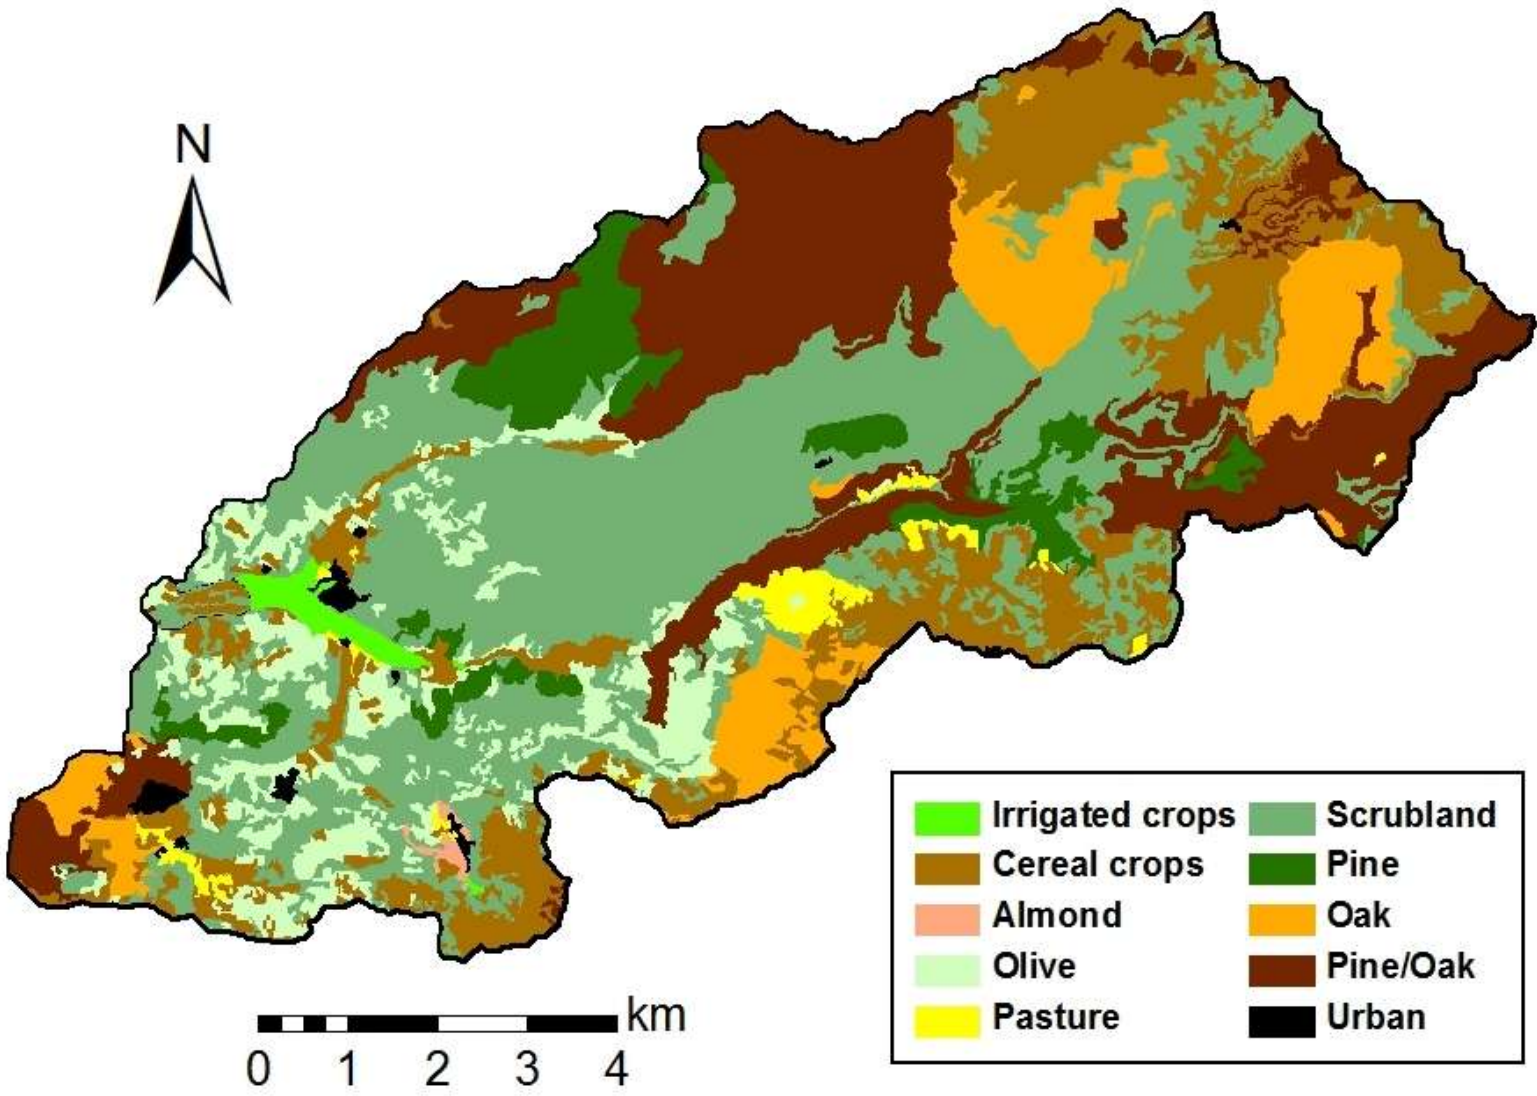 N
Irrigated crops Scrubland
Cereal crops Pine
Almond Oak
Olive Pine/Oak
Pasture Urban
km
0 1 2 3 4